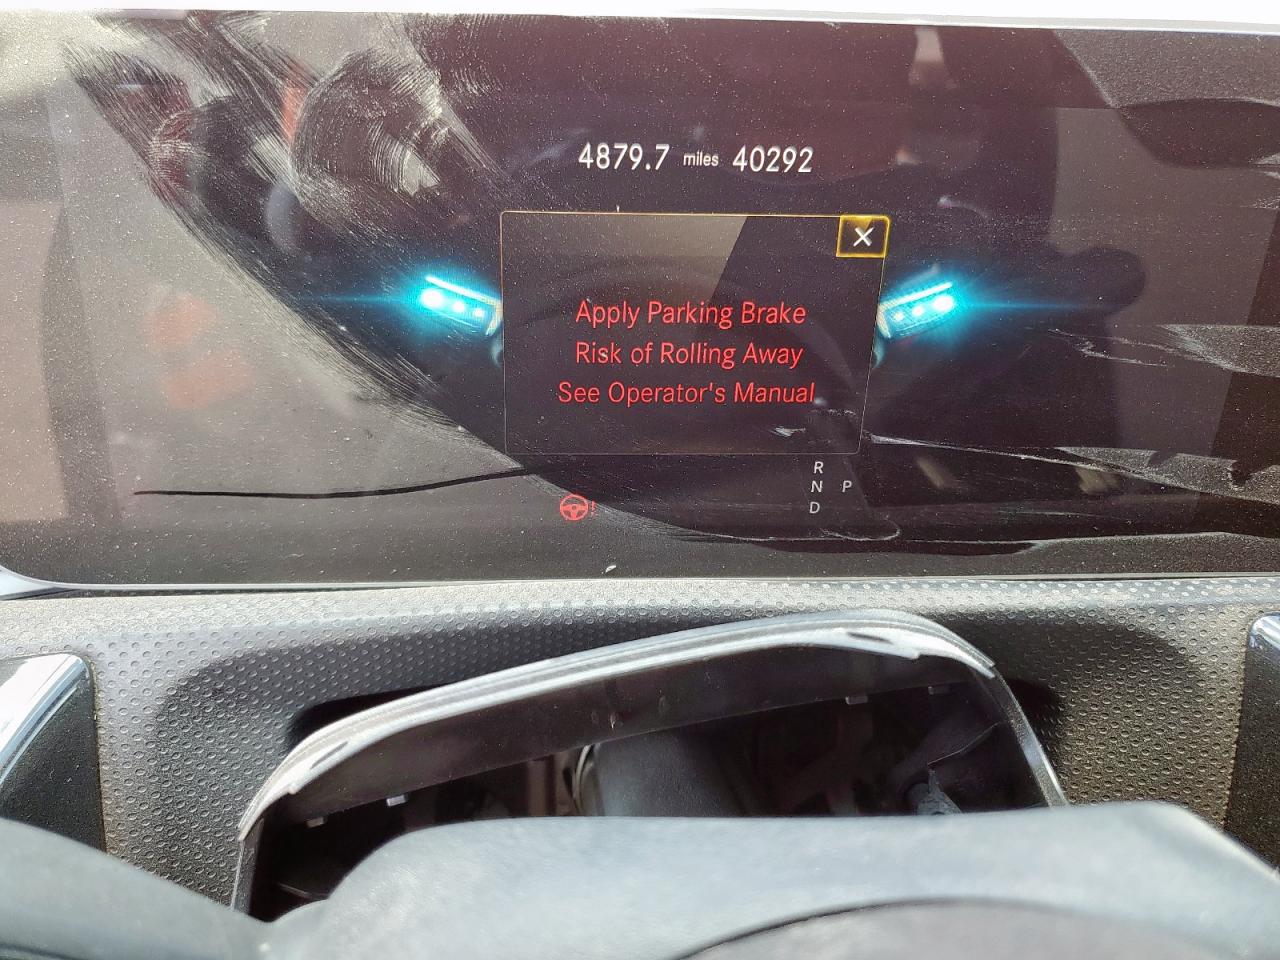 4879.7 miles 40292
X
Apply Parking Brake
Risk of Rolling Away
See Operator's Manual
R
N P
D
!